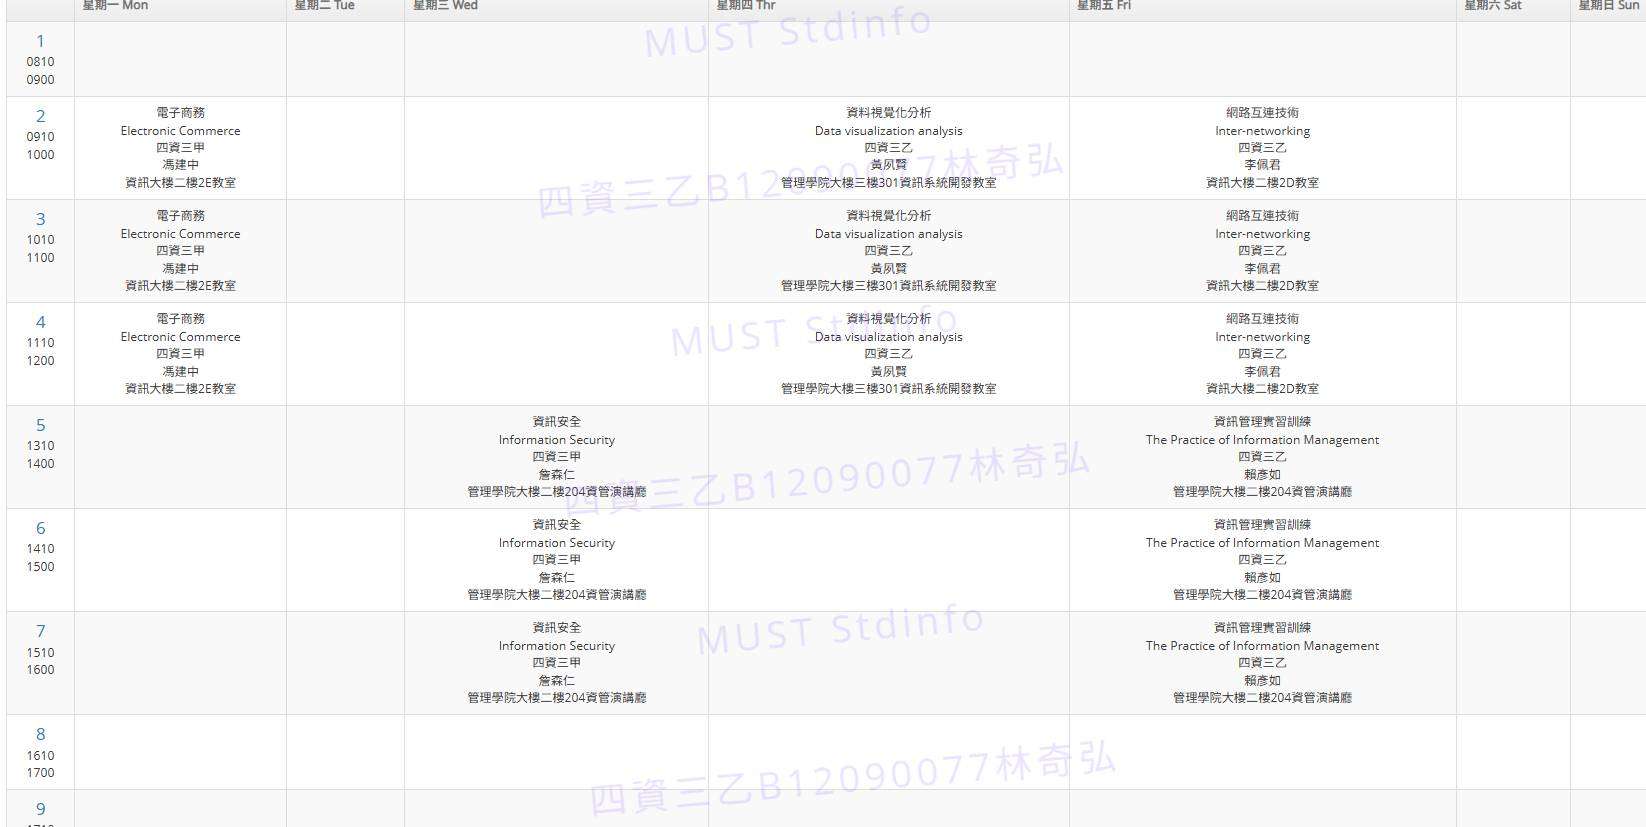 星期一 Mon
星期二 Tue
星期三 Wed
星期四 Thr
星期五 Fri
星期六 Sat
星期日 Sun
MUST Stdinfo
1
0810
0900
2
0910
1000
電子商務
Electronic Commerce
四資三甲
馮建中
資訊大樓二樓2E教室
資料視覺化分析
Data visualization analysis
四資三乙
黃夙賢
管理學院大樓三樓301資訊系統開發教室
網路互連技術
Inter-networking
四資三乙
李佩君
資訊大樓二樓2D教室
四資三乙B12090077林奇弘
3
1010
1100
電子商務
Electronic Commerce
四資三甲
馮建中
資訊大樓二樓2E教室
資料視覺化分析
Data visualization analysis
四資三乙
黃夙賢
管理學院大樓三樓301資訊系統開發教室
網路互連技術
Inter-networking
四資三乙
李佩君
資訊大樓二樓2D教室
4
1110
1200
電子商務
Electronic Commerce
四資三甲
馮建中
資訊大樓二樓2E教室
資料視覺化分析
Data visualization analysis
四資三乙
黃夙賢
管理學院大樓三樓301資訊系統開發教室
網路互連技術
Inter-networking
四資三乙
李佩君
資訊大樓二樓2D教室
MUST Stdinfo
5
1310
1400
資訊安全
Information Security
四資三甲
詹森仁
管理學院大樓二樓204資管演講廳
資訊管理實習訓練
The Practice of Information Management
四資三乙
賴彥如
管理學院大樓二樓204資管演講廳
四資三乙B12090077林奇弘
6
1410
1500
資訊安全
Information Security
四資三甲
詹森仁
管理學院大樓二樓204資管演講廳
資訊管理實習訓練
The Practice of Information Management
四資三乙
賴彥如
管理學院大樓二樓204資管演講廳
7
1510
1600
資訊安全
Information Security
四資三甲
詹森仁
管理學院大樓二樓204資管演講廳
資訊管理實習訓練
The Practice of Information Management
四資三乙
賴彥如
管理學院大樓二樓204資管演講廳
MUST Stdinfo
8
1610
1700
四資三乙B12090077林奇弘
9